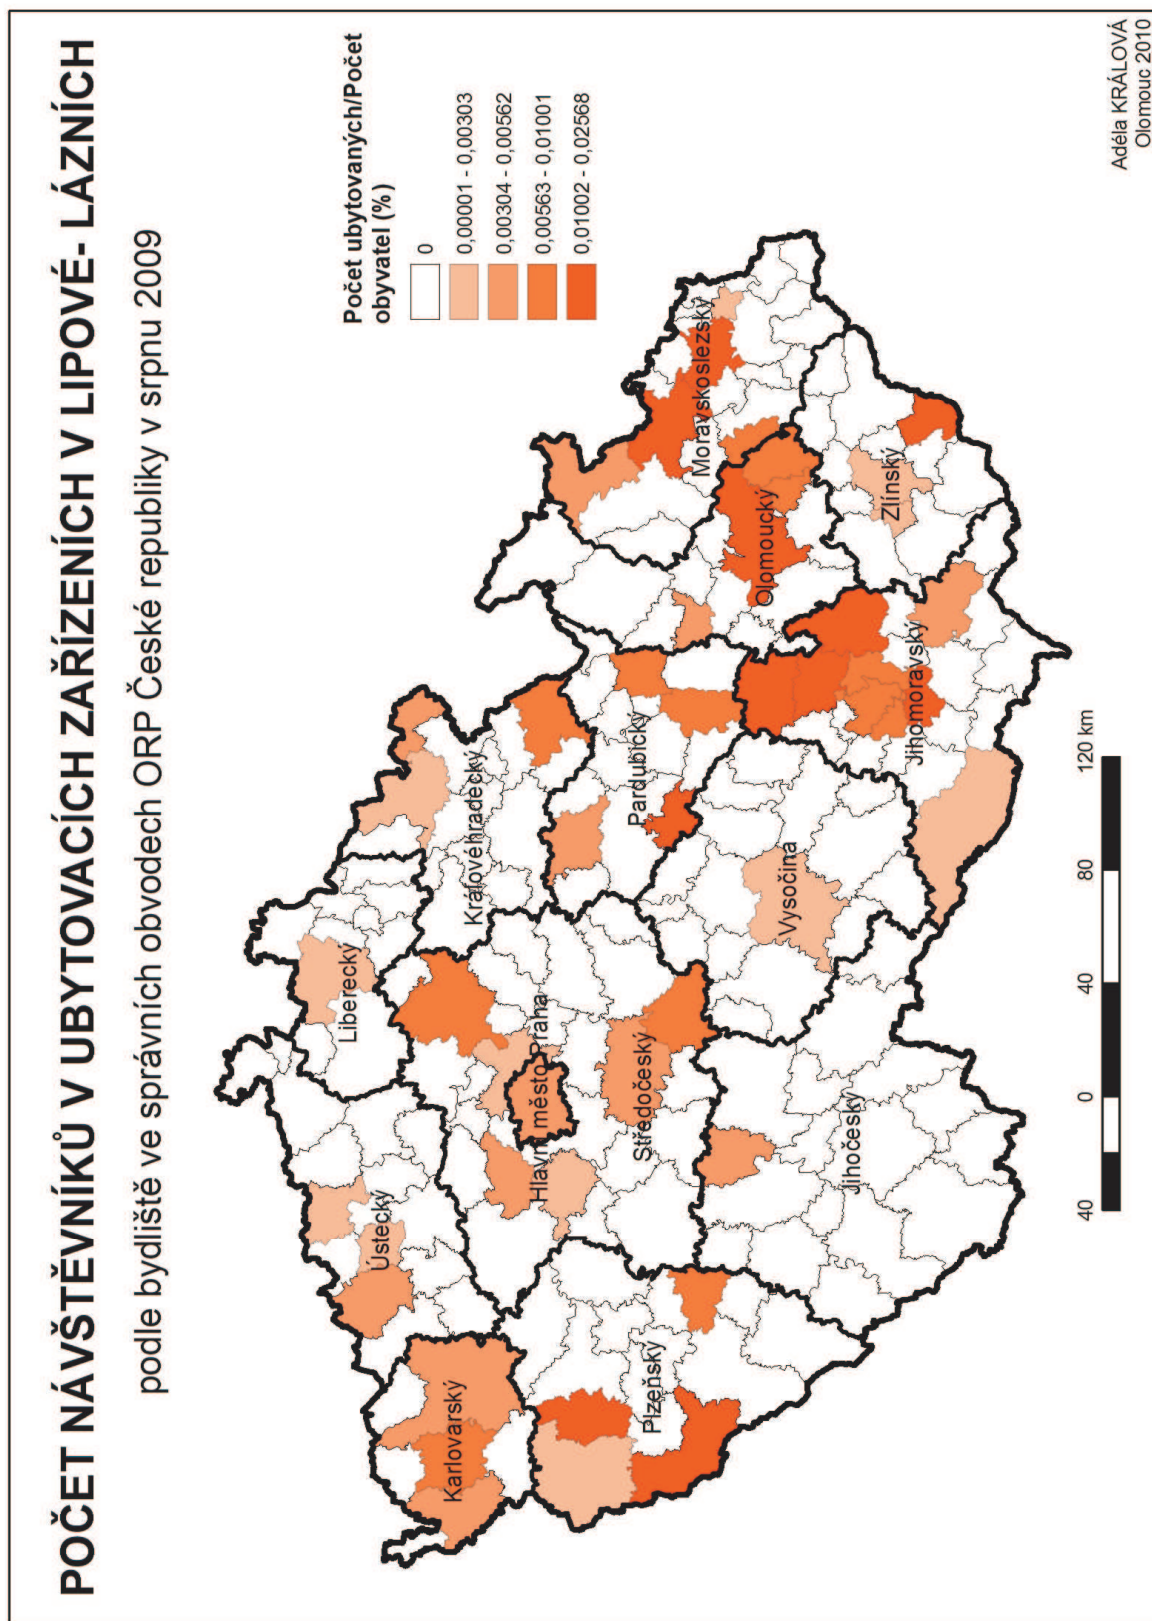 POČET NÁVŠTĚVNÍKŮ V UBYTOVACÍCH ZAŘÍZENÍCH V LIPOVÉ- LÁZNÍCH
podle bydliště ve správních obvodech ORP České republiky v srpnu 2009
Počet ubytovaných/Počet
obyvatel (%)
0
0,00001 - 0,00303
0,00304 - 0,00562
0,00563 - 0,01001
0,01002 - 0,02568
Liberecký
Ústecký
Karlovarský
Královéhradecký
Hlavní město Praha
Pardubický
Středočeský
Plzeňský
Moravskoslezský
Olomoucký
Vysočina
Jihočeský
Zlínský
Jihomoravský
40 0 40 80 120 km
Adéla KRÁLOVÁ
Olomouc 2010